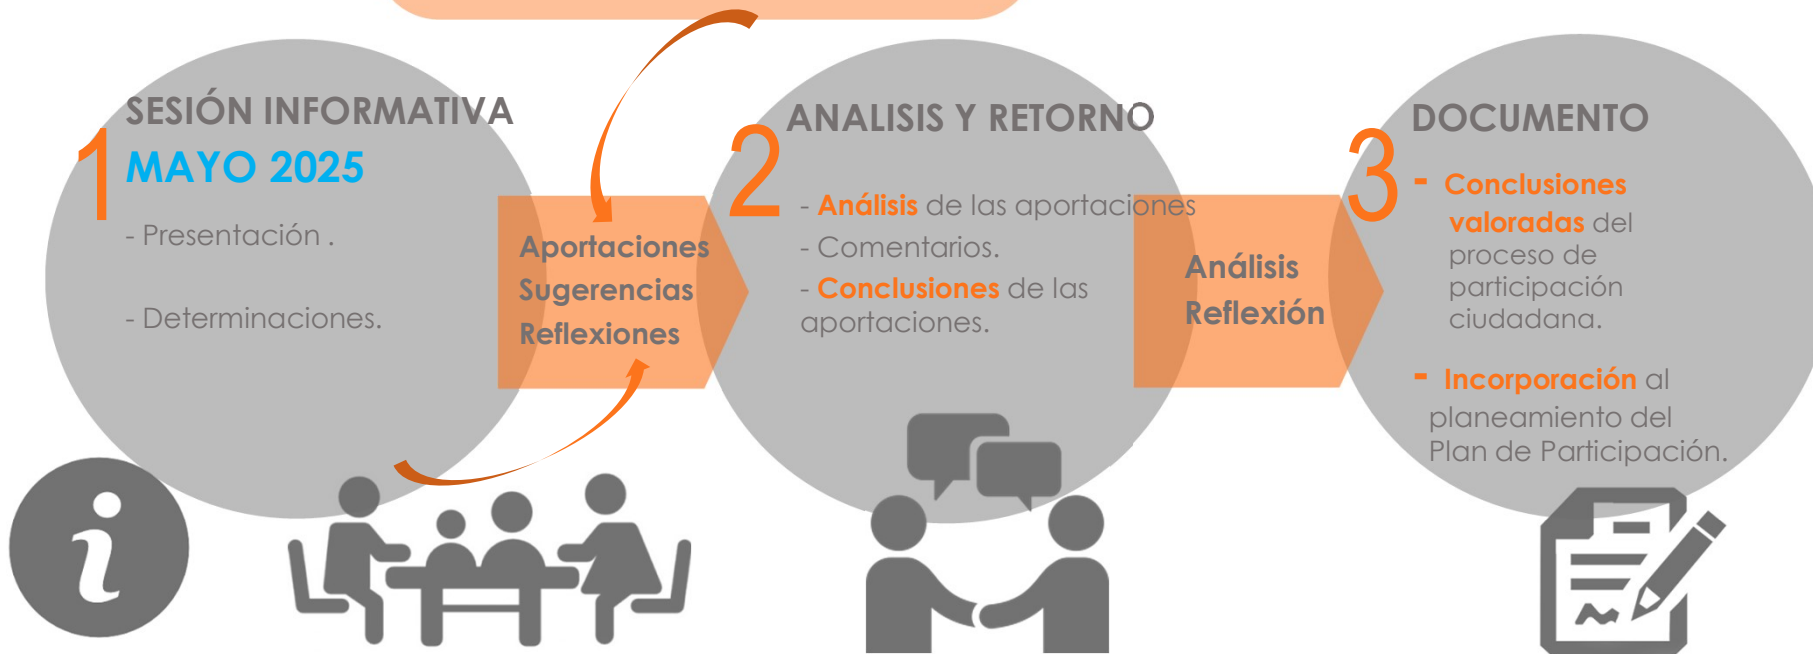 1
SESIÓN INFORMATIVA
MAYO 2025
- Presentación .
- Determinaciones.
Aportaciones
Sugerencias
Reflexiones
2
ANALISIS Y RETORNO
- Análisis de las aportaciones
- Comentarios.
- Conclusiones de las
aportaciones.
Análisis
Reflexión
3
DOCUMENTO
- Conclusiones
valoradas del
proceso de
participación
ciudadana.
- Incorporación al
planeamiento del
Plan de Participación.
i